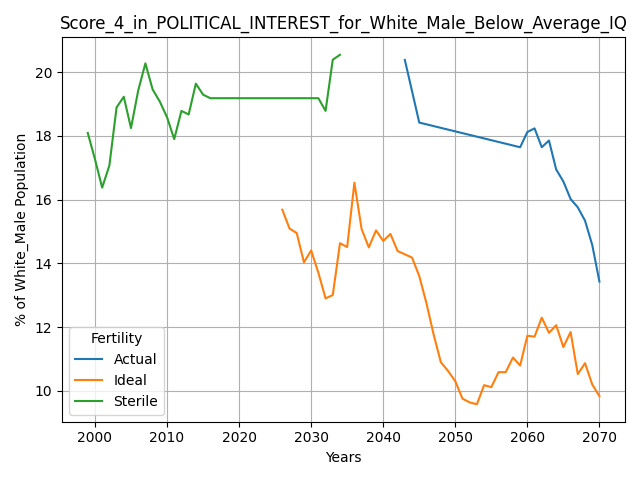 Score_4_in_POLITICAL_INTEREST_for_White_Male_Below_Average_IQ
% of White_Male Population
20
18
16
14
12
10
Fertility
Actual
Ideal
Sterile
2000 2010 2020 2030 2040 2050 2060 2070
Years